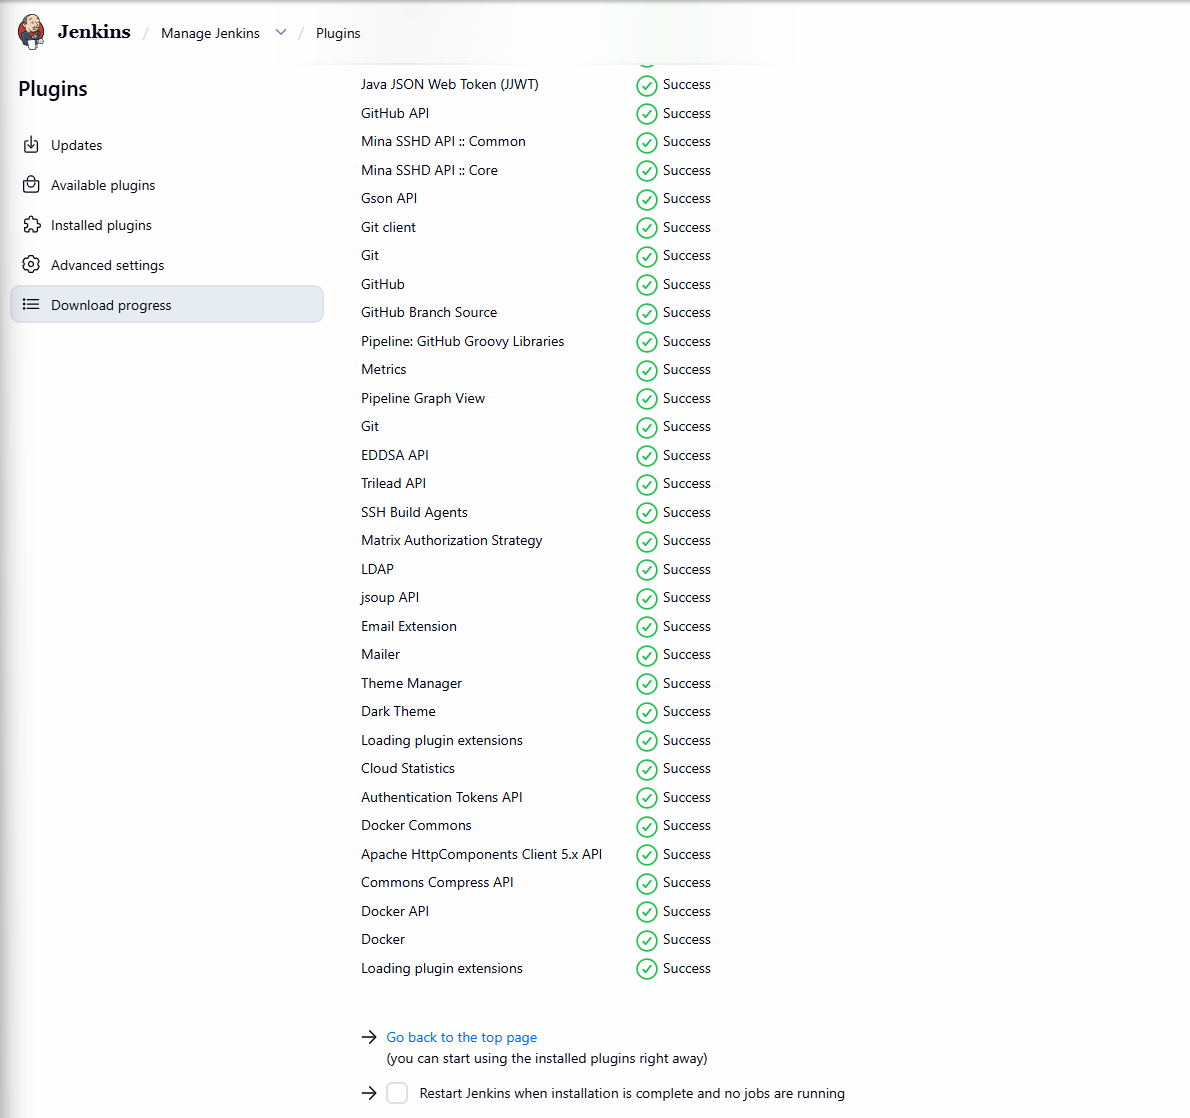 Jenkins / Manage Jenkins / Plugins
Plugins
Updates
Available plugins
Installed plugins
Advanced settings
Download progress
Java JSON Web Token (JJWT) Success
GitHub API Success
Mina SSHD API :: Common Success
Mina SSHD API :: Core Success
Gson API Success
Git client Success
Git Success
GitHub Success
GitHub Branch Source Success
Pipeline: GitHub Groovy Libraries Success
Metrics Success
Pipeline Graph View Success
Git Success
EDDSA API Success
Trilead API Success
SSH Build Agents Success
Matrix Authorization Strategy Success
LDAP Success
jsoup API Success
Email Extension Success
Mailer Success
Theme Manager Success
Dark Theme Success
Loading plugin extensions Success
Cloud Statistics Success
Authentication Tokens API Success
Docker Commons Success
Apache HttpComponents Client 5.x API Success
Commons Compress API Success
Docker API Success
Docker Success
Loading plugin extensions Success
Go back to the top page
(you can start using the installed plugins right away)
Restart Jenkins when installation is complete and no jobs are running